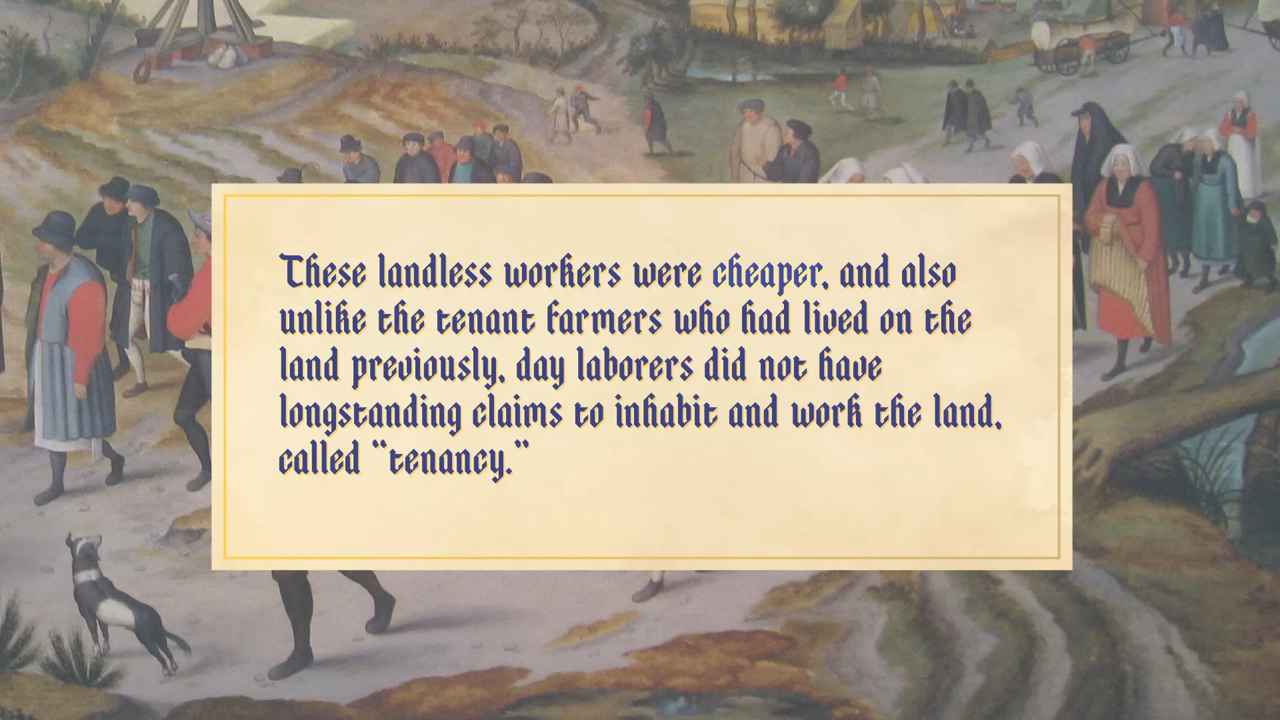 These landless workers were cheaper, and also
unlike the tenant farmers who had lived on the
land previously, day laborers did not have
longstanding claims to inhabit and work the land,
called “tenancy.”